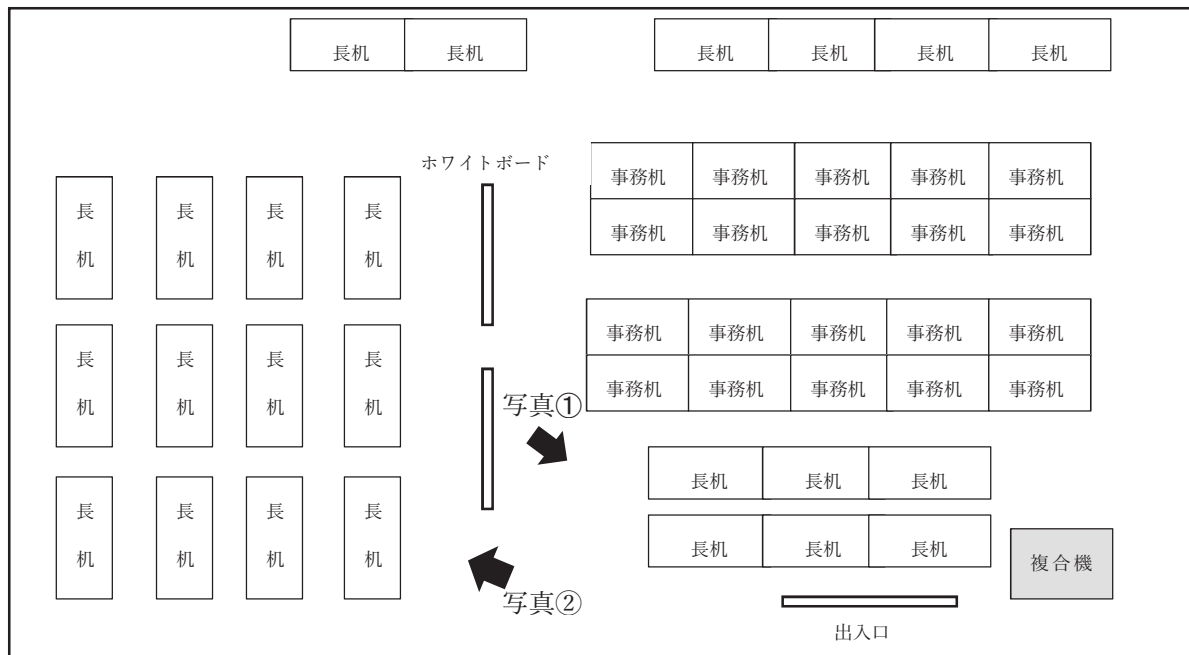 長机 長机 長机 長机 長机 長机
ホワイトボード
事務机 事務机 事務机 事務机 事務机
事務机 事務机 事務机 事務机 事務机
長机 長机 長机 長机
事務机 事務机 事務机 事務机 事務机
事務机 事務机 事務机 事務机 事務机
長机 長机 長机 長机
写真①
長机 長机 長机
長机 長机 長机 長机
長机 長机 長机
複合機
写真②
出入口